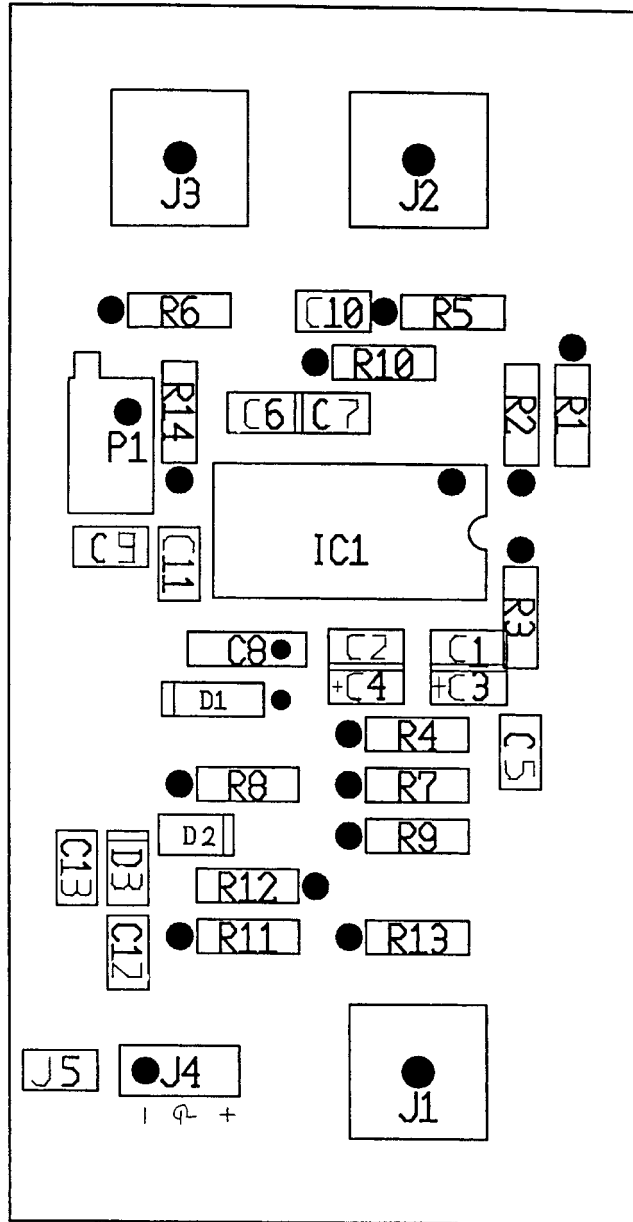 J3 J2
R6 C10 R5
R10
R14 R2 R1
C6 C7
P1
IC1
C9 C11
R3
C8 C2 C1
D1 +C4 +C3
R4 C5
R8 R7
D2 R9
C13 D3
R12
R11 R13
C12
J5 J4 J1
- +